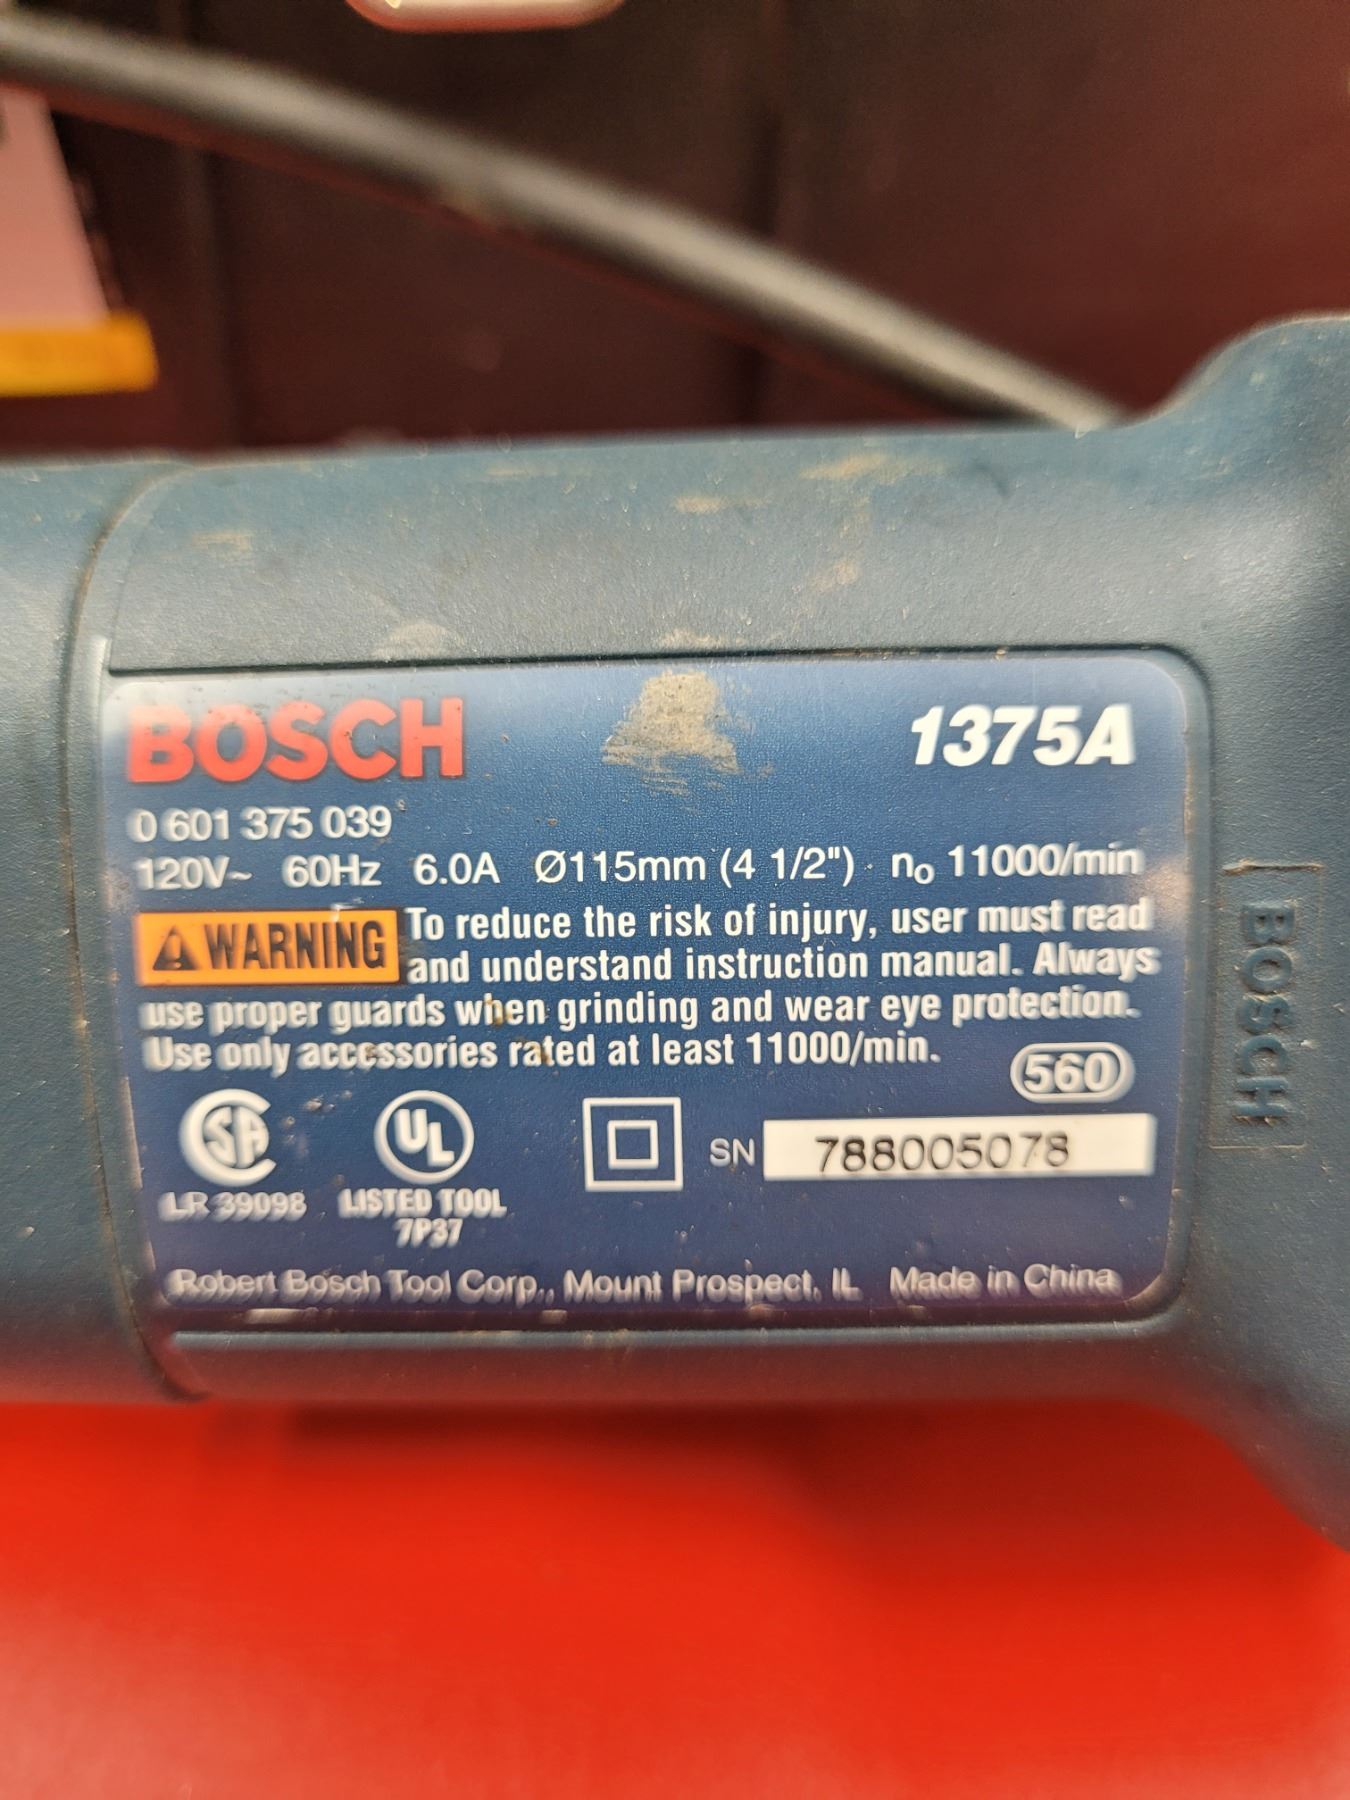 BOSCH 1375A
0 601 375 039
120V~ 60Hz 6.0A Ø115mm (4 1/2") n₀ 11000/min
⚠WARNING To reduce the risk of injury, user must read
and understand instruction manual. Always
use proper guards when grinding and wear eye protection.
Use only accessories rated at least 11000/min.
560
SA UL SN 788005078
LR 39098 LISTED TOOL
7P37
Robert Bosch Tool Corp., Mount Prospect, IL Made in China
BOSCH